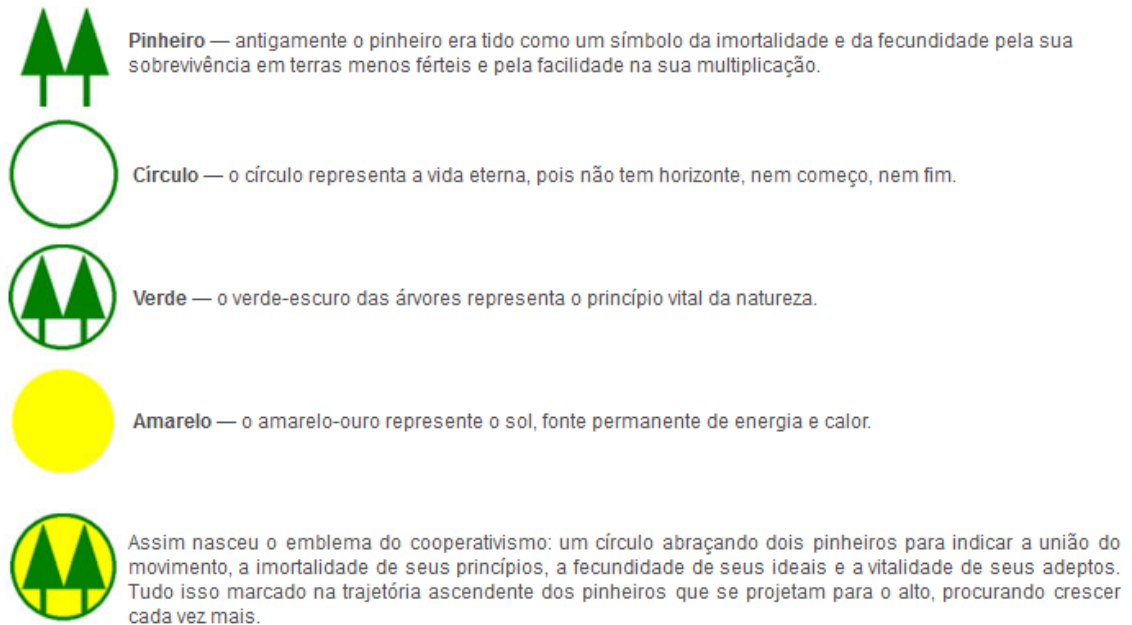 Pinheiro — antigamente o pinheiro era tido como um símbolo da imortalidade e da fecundidade pela sua
sobrevivência em terras menos férteis e pela facilidade na sua multiplicação.
Círculo — o círculo representa a vida eterna, pois não tem horizonte, nem começo, nem fim.
Verde — o verde-escuro das árvores representa o princípio vital da natureza.
Amarelo — o amarelo-ouro represente o sol, fonte permanente de energia e calor.
Assim nasceu o emblema do cooperativismo: um círculo abraçando dois pinheiros para indicar a união do
movimento, a imortalidade de seus princípios, a fecundidade de seus ideais e a vitalidade de seus adeptos.
Tudo isso marcado na trajetória ascendente dos pinheiros que se projetam para o alto, procurando crescer
cada vez mais.